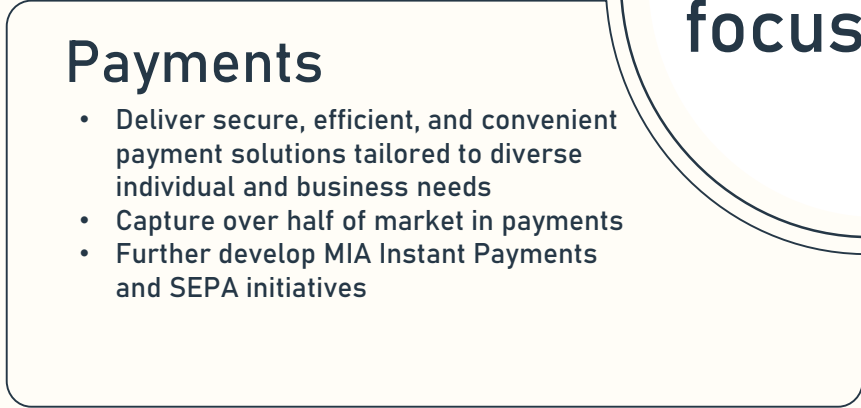 focus
Payments
• Deliver secure, efficient, and convenient
payment solutions tailored to diverse
individual and business needs
• Capture over half of market in payments
• Further develop MIA Instant Payments
and SEPA initiatives